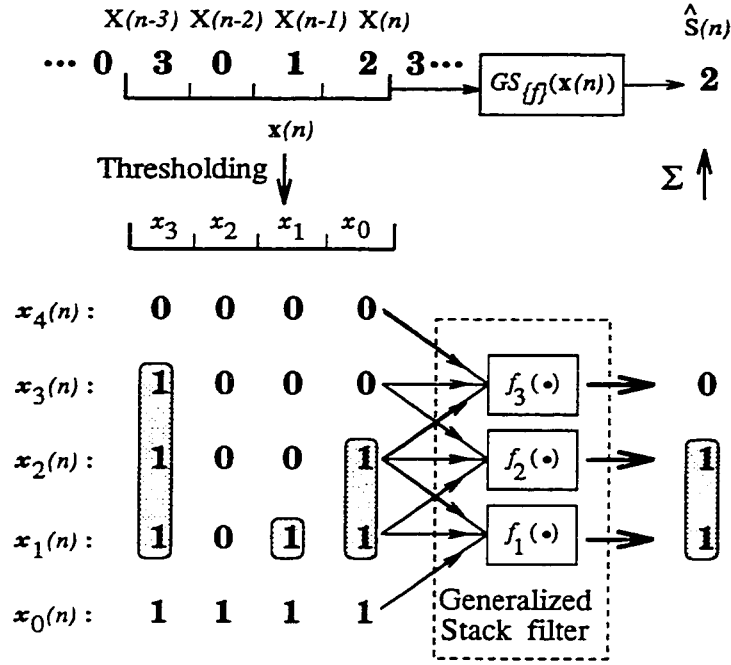 X(n-3) X(n-2) X(n-1) X(n) Ŝ(n)
··· 0 3 0 1 2 3 ··· GS{f}(x(n)) 2
x(n)
Thresholding Σ
x3 x2 x1 x0
x4(n) : 0 0 0 0
x3(n) : 1 0 0 0 f3(•) 0
x2(n) : 1 0 0 1 f2(•) 1
x1(n) : 1 0 1 1 f1(•) 1
x0(n) : 1 1 1 1
Generalized
Stack filter